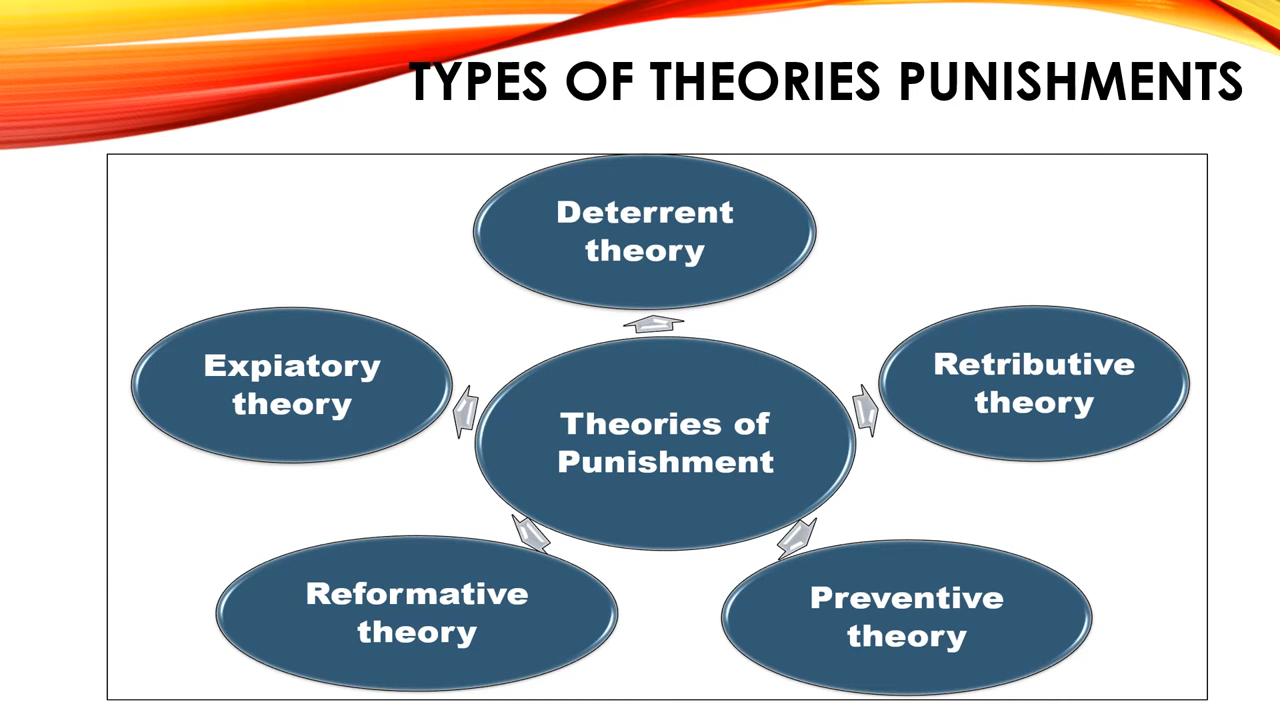 TYPES OF THEORIES PUNISHMENTS
Deterrent
theory
Expiatory
theory
Retributive
theory
Theories of
Punishment
Reformative
theory
Preventive
theory